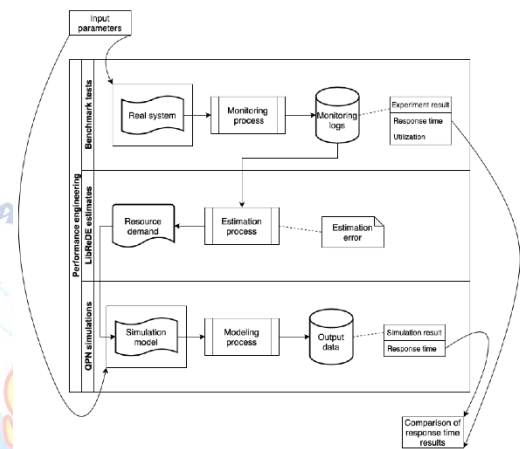 Input
parameters
Performance engineering
Benchmark tests
Real system
Monitoring
process
Monitoring
logs
Experiment result
Response time
Utilization
LibReDE estimates
Resource
demand
Estimation
process
Estimation
error
QPN simulations
Simulation
model
Modeling
process
Output
data
Simulation result
Response time
Comparison of
response time
results